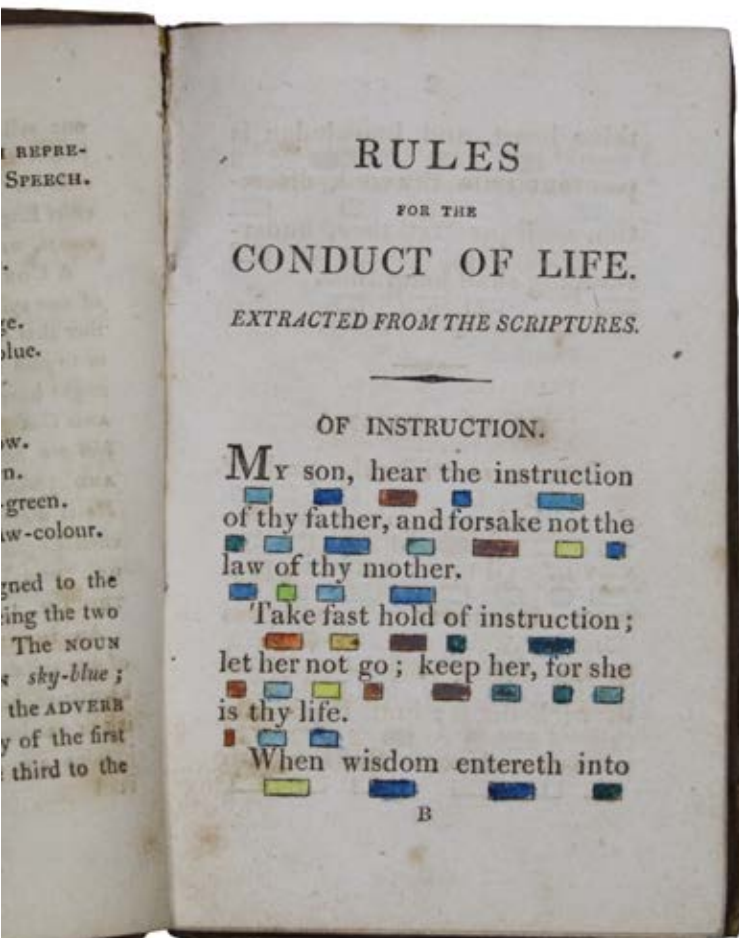 REPRE-
SPEECH.
ge.
blue.
ow.
n.
-green.
aw-colour.
gned to the
ing the two
The NOUN
sky-blue;
the ADVERB
y of the first
third to the
RULES
FOR THE
CONDUCT OF LIFE.
EXTRACTED FROM THE SCRIPTURES.
OF INSTRUCTION.
My son, hear the instruction
of thy father, and forsake not the
law of thy mother.
Take fast hold of instruction;
let her not go; keep her, for she
is thy life.
When wisdom entereth into
B